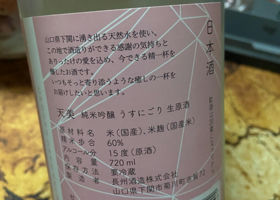 山口県下関に湧き出る天然水を使い、
この地で酒造りができる感謝の気持ちと
ありったけの愛を込め、今できる精一杯を
醸したお酒です。
いつもそっと寄り添うような癒しの一杯を
お届けしたいと思います。
天美 純米吟醸 うすにごり 生原酒
原材料名 米(国産)、米麹(国産米)
精米歩合 60%
アルコール分 15度(原酒)
内容量 720ml
保存方法 要冷蔵
製造者 長州酒造株式会社
山口県下関市菊川町
日本酒